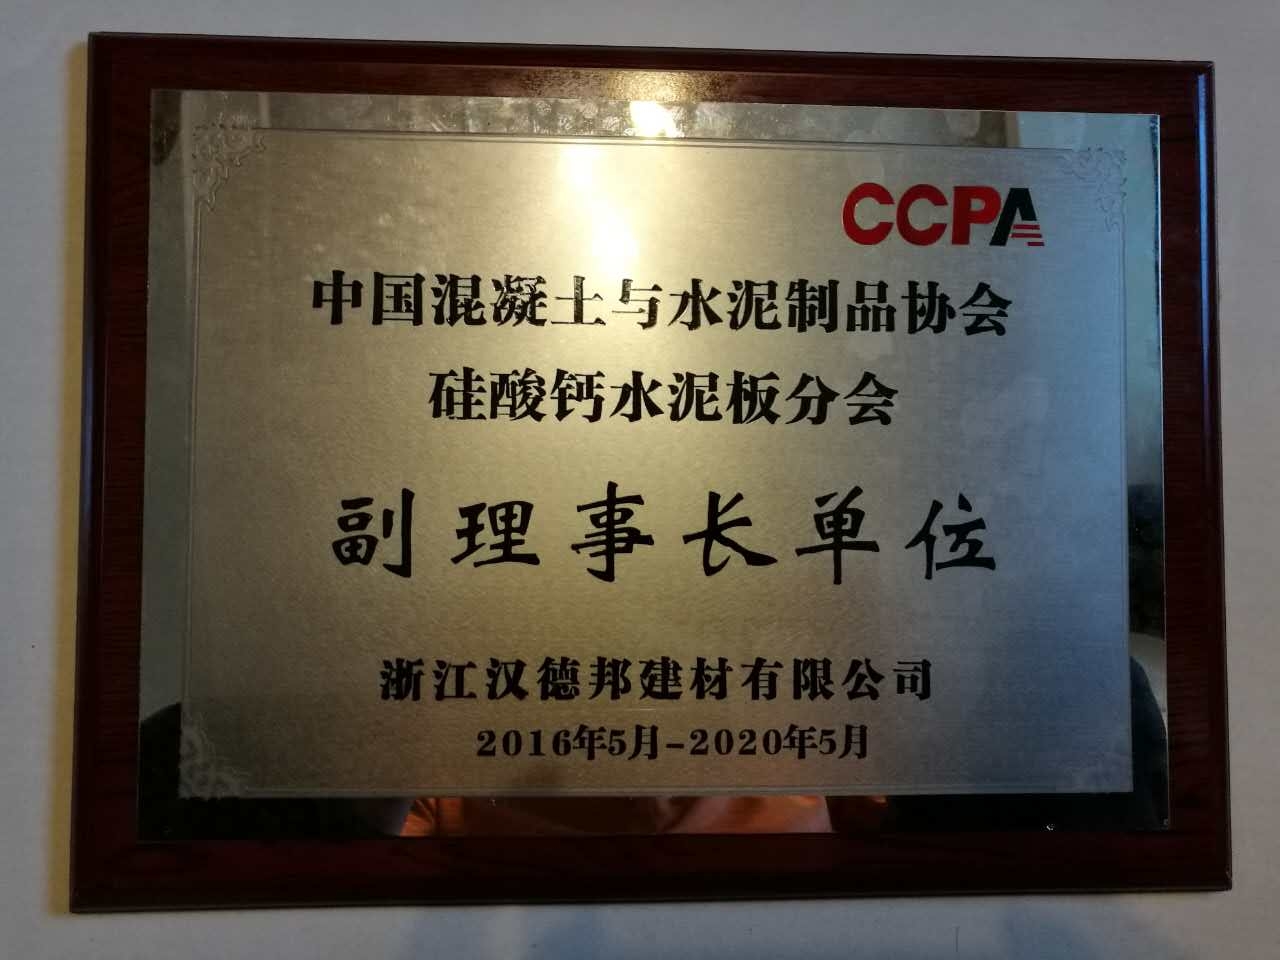 CCPA
中国混凝土与水泥制品协会
硅酸钙水泥板分会
副理事长单位
浙江汉德邦建材有限公司
2016年5月-2020年5月